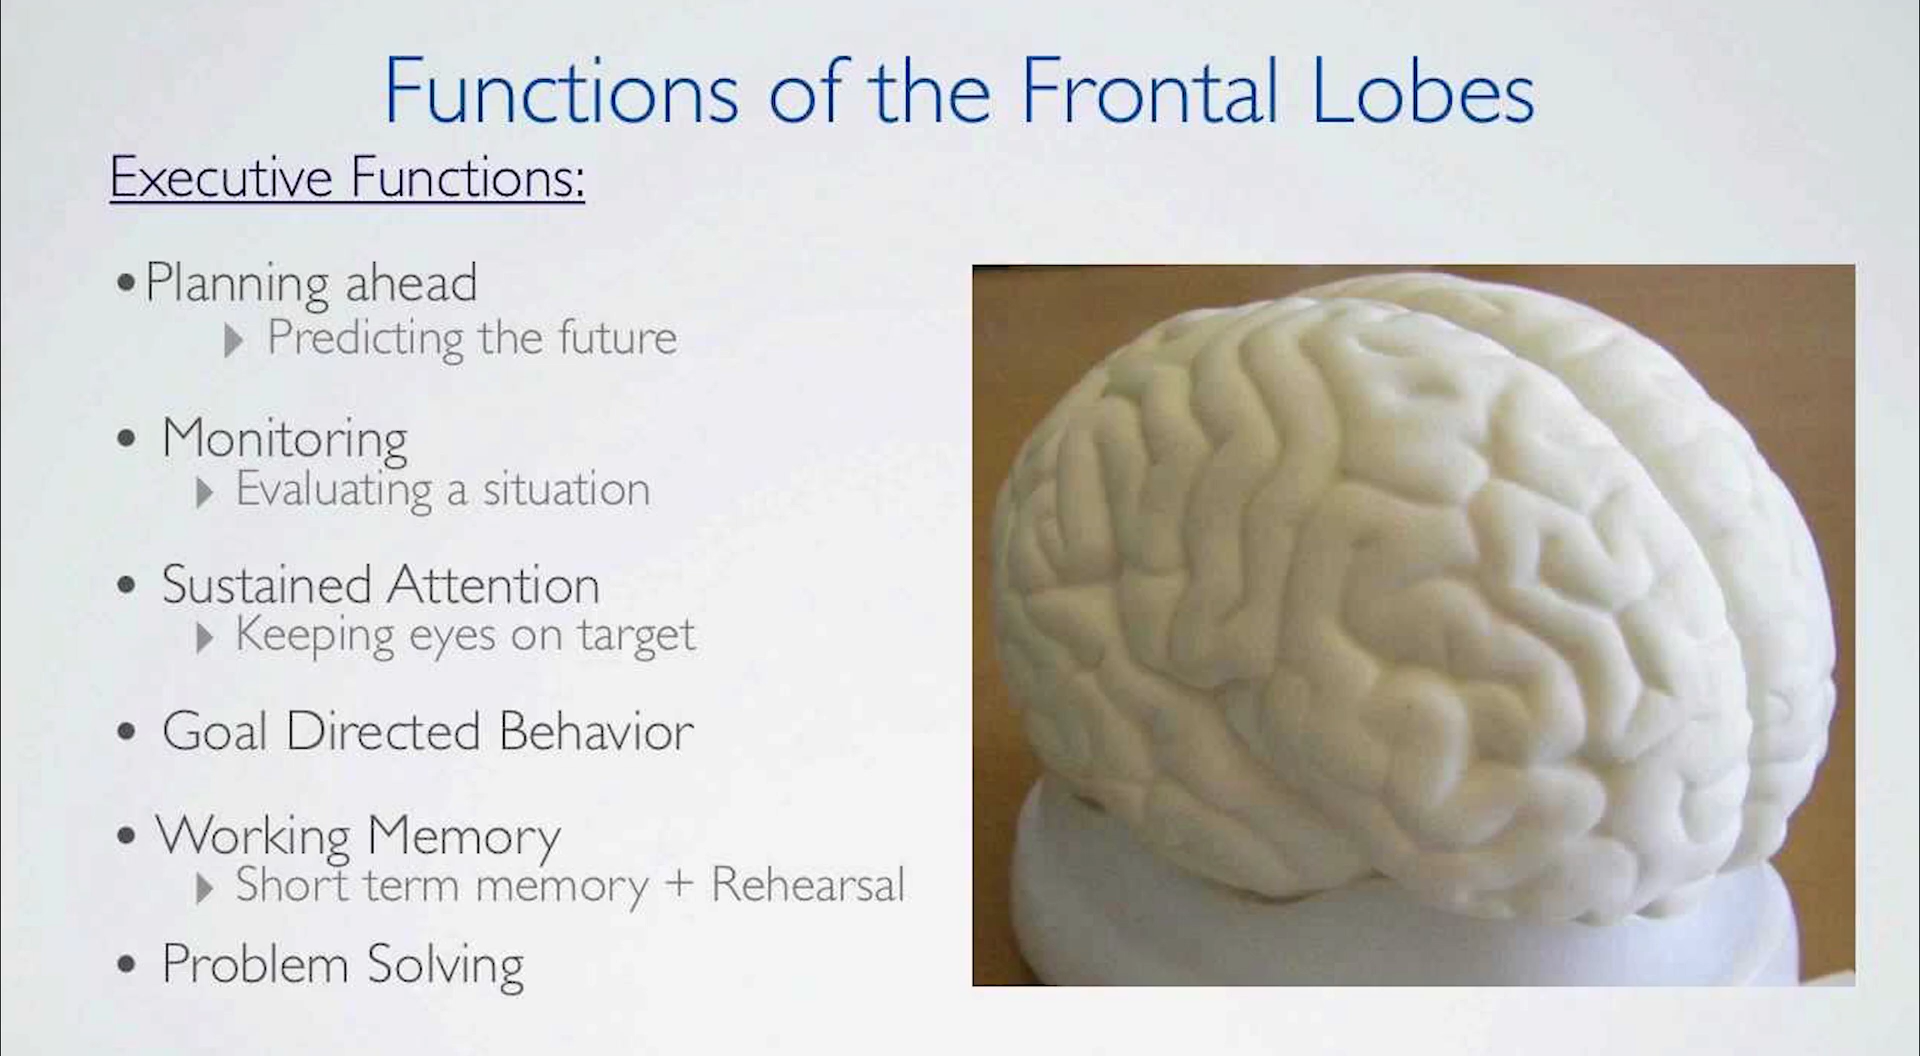 Functions of the Frontal Lobes
Executive Functions:
• Planning ahead
▸ Predicting the future
• Monitoring
▸ Evaluating a situation
• Sustained Attention
▸ Keeping eyes on target
• Goal Directed Behavior
• Working Memory
▸ Short term memory + Rehearsal
• Problem Solving